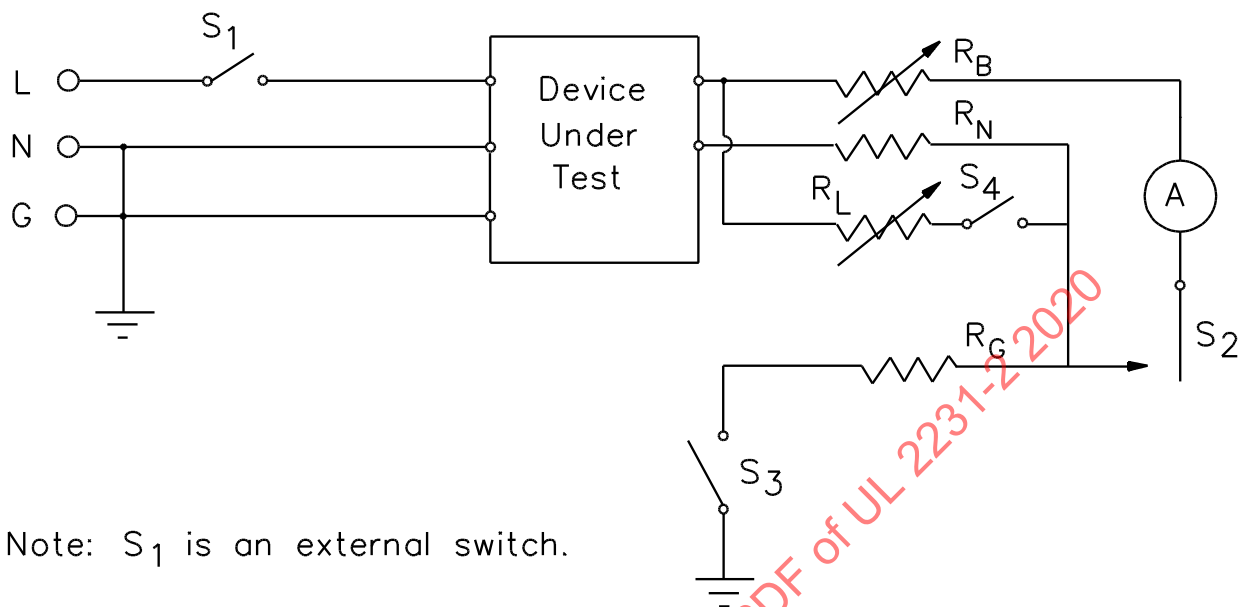 S1
L
N
G
Device
Under
Test
RB
RN
RL
S4
A
RG
S2
S3
Note: S1 is an external switch.
PDF of UL 2231-2 2020